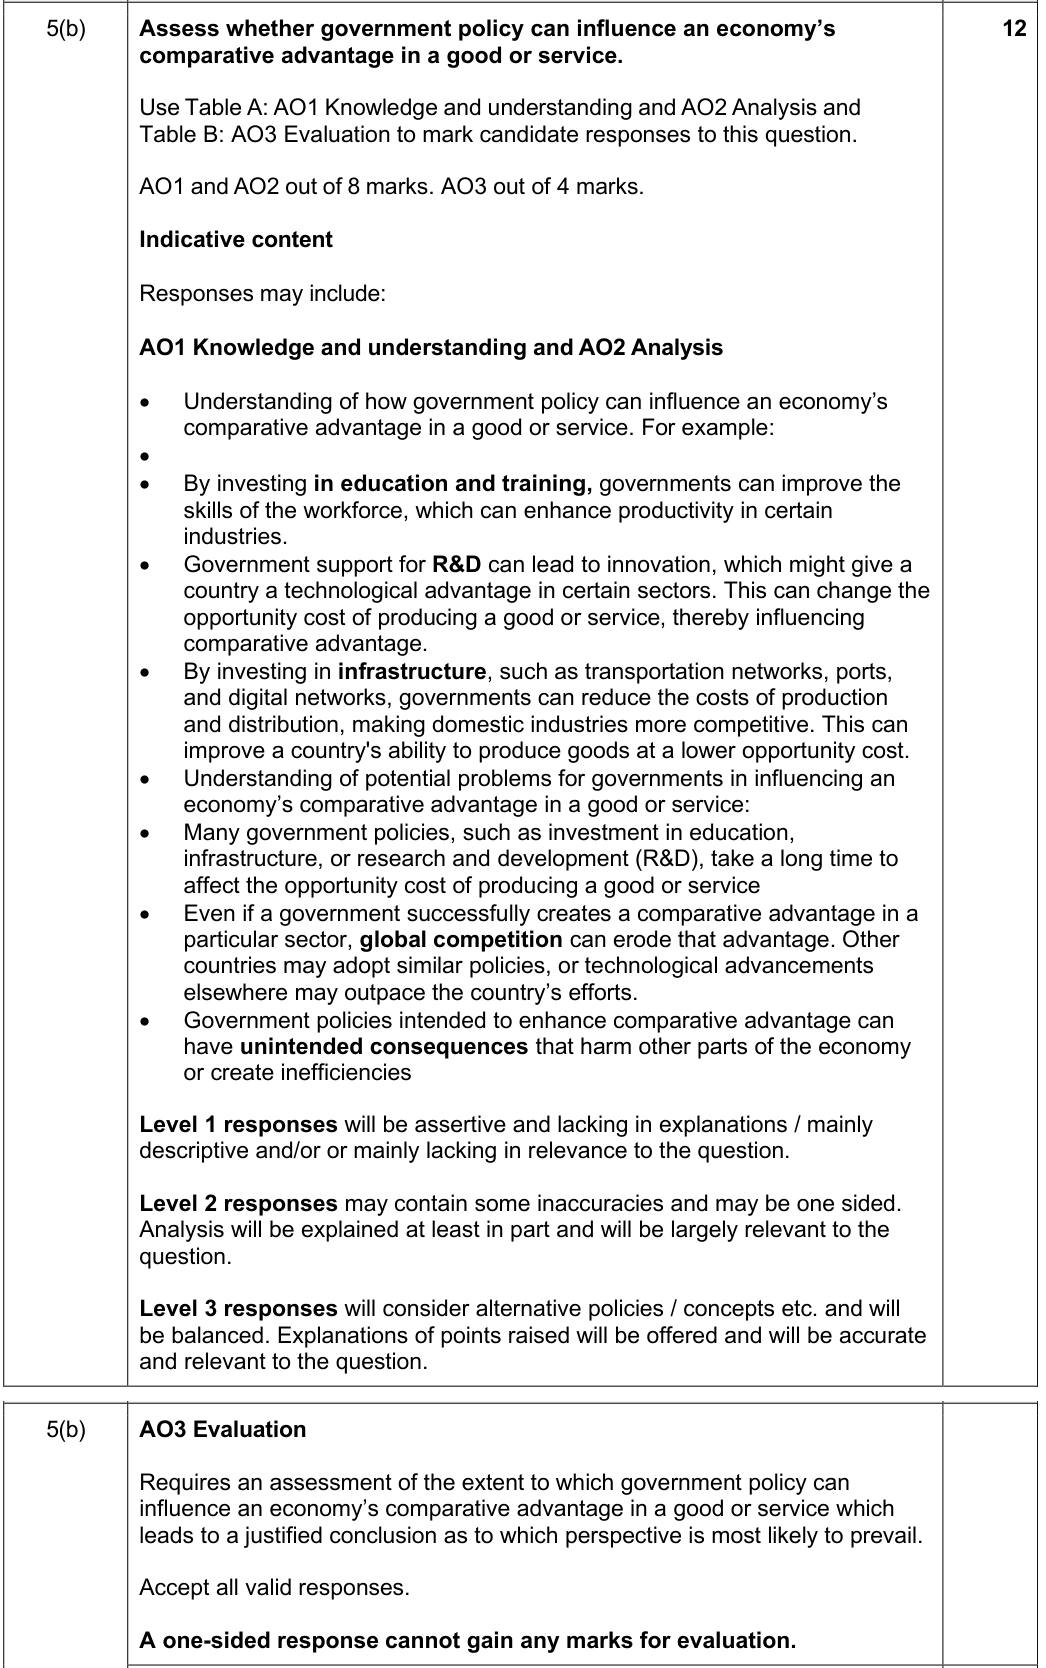 5(b)
Assess whether government policy can influence an economy’s
comparative advantage in a good or service.
12
Use Table A: AO1 Knowledge and understanding and AO2 Analysis and
Table B: AO3 Evaluation to mark candidate responses to this question.
AO1 and AO2 out of 8 marks. AO3 out of 4 marks.
Indicative content
Responses may include:
AO1 Knowledge and understanding and AO2 Analysis
• Understanding of how government policy can influence an economy’s
comparative advantage in a good or service. For example:
•
• By investing in education and training, governments can improve the
skills of the workforce, which can enhance productivity in certain
industries.
• Government support for R&D can lead to innovation, which might give a
country a technological advantage in certain sectors. This can change the
opportunity cost of producing a good or service, thereby influencing
comparative advantage.
• By investing in infrastructure, such as transportation networks, ports,
and digital networks, governments can reduce the costs of production
and distribution, making domestic industries more competitive. This can
improve a country's ability to produce goods at a lower opportunity cost.
• Understanding of potential problems for governments in influencing an
economy’s comparative advantage in a good or service:
• Many government policies, such as investment in education,
infrastructure, or research and development (R&D), take a long time to
affect the opportunity cost of producing a good or service
• Even if a government successfully creates a comparative advantage in a
particular sector, global competition can erode that advantage. Other
countries may adopt similar policies, or technological advancements
elsewhere may outpace the country’s efforts.
• Government policies intended to enhance comparative advantage can
have unintended consequences that harm other parts of the economy
or create inefficiencies
Level 1 responses will be assertive and lacking in explanations / mainly
descriptive and/or or mainly lacking in relevance to the question.
Level 2 responses may contain some inaccuracies and may be one sided.
Analysis will be explained at least in part and will be largely relevant to the
question.
Level 3 responses will consider alternative policies / concepts etc. and will
be balanced. Explanations of points raised will be offered and will be accurate
and relevant to the question.
5(b)
AO3 Evaluation
Requires an assessment of the extent to which government policy can
influence an economy’s comparative advantage in a good or service which
leads to a justified conclusion as to which perspective is most likely to prevail.
Accept all valid responses.
A one-sided response cannot gain any marks for evaluation.